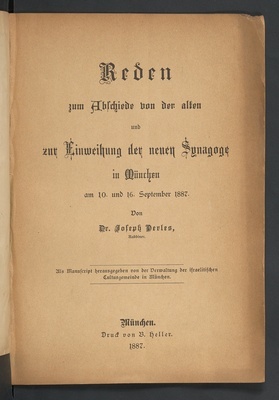 Reden
zum Abschiede von der alten
und
zur Einweihung der neuen Synagoge
in München
am 10. und 16. September 1887.
Von
Dr. Joseph Perles,
Rabbiner.
Als Manuscript herausgegeben von der Verwaltung der Israelitischen
Cultusgemeinde in München.
München.
Druck von B. Heller.
1887.